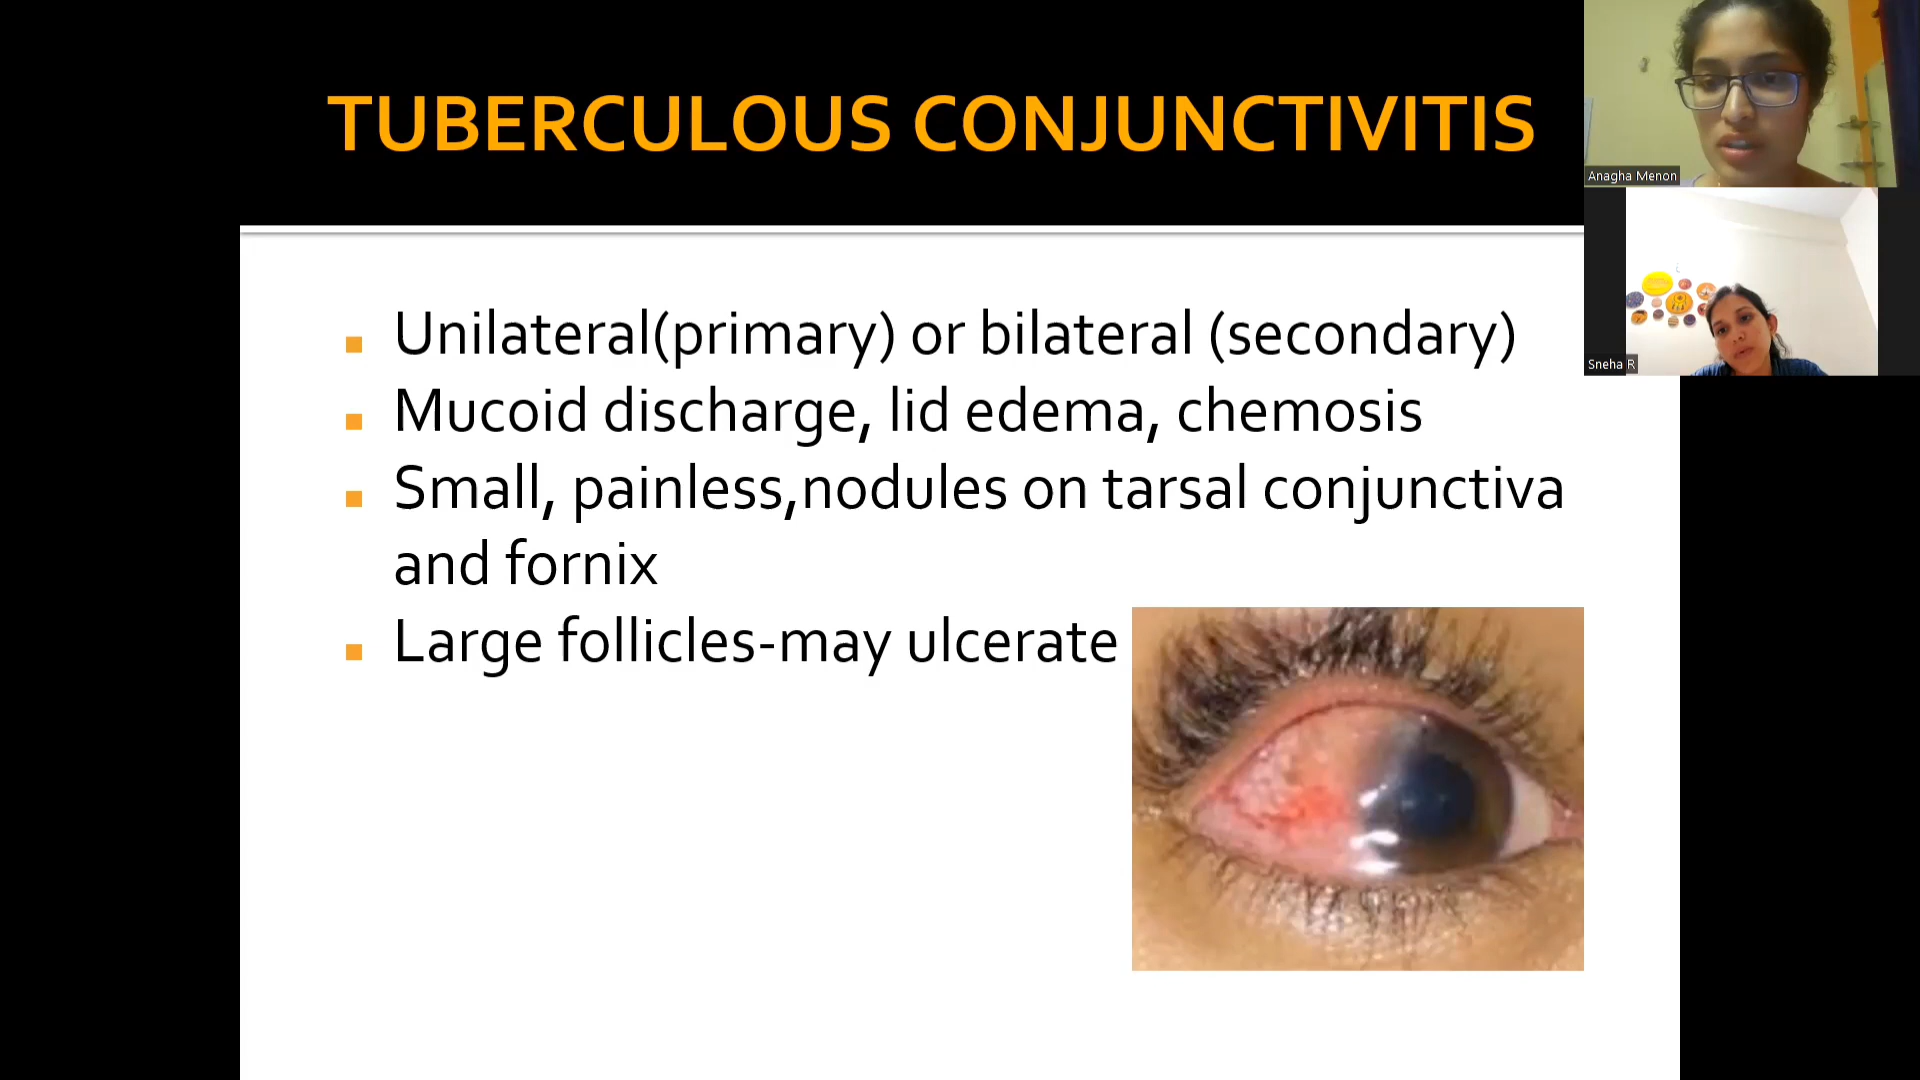 TUBERCULOUS CONJUNCTIVITIS
Anagha Menon
Sneha R
Unilateral(primary) or bilateral (secondary)
Mucoid discharge, lid edema, chemosis
Small, painless,nodules on tarsal conjunctiva
and fornix
Large follicles-may ulcerate